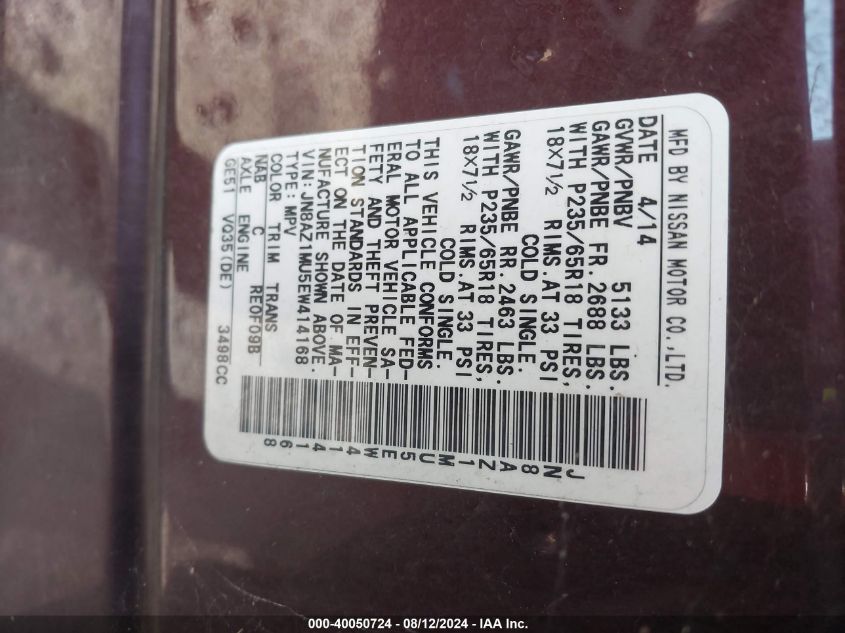 MFD BY NISSAN MOTOR CO.,LTD.
DATE 4/14
GVWR/PNBV 5133 LBS.
GAWR/PNBE FR. 2688 LBS.
WITH P235/65R18 TIRES,
18X7½ RIMS AT 33 PSI
COLD SINGLE.
GAWR/PNBE RR. 2463 LBS.
WITH P235/65R18 TIRES,
18X7½ RIMS AT 33 PSI
COLD SINGLE.
THIS VEHICLE CONFORMS
TO ALL APPLICABLE FED-
ERAL MOTOR VEHICLE SA-
FETY AND THEFT PREVEN-
TION STANDARDS IN EFF-
ECT ON THE DATE OF MA-
NUFACTURE SHOWN ABOVE.
VIN:JN8AZ1MU5EW414168
TYPE:MPV
COLOR TRIM TRANS
NAB C RE0F09B
AXLE ENGINE
GE51 VQ35(DE) 3498CC
JN8AZ1MU5EW414168
000-40050724 - 08/12/2024 - IAA Inc.